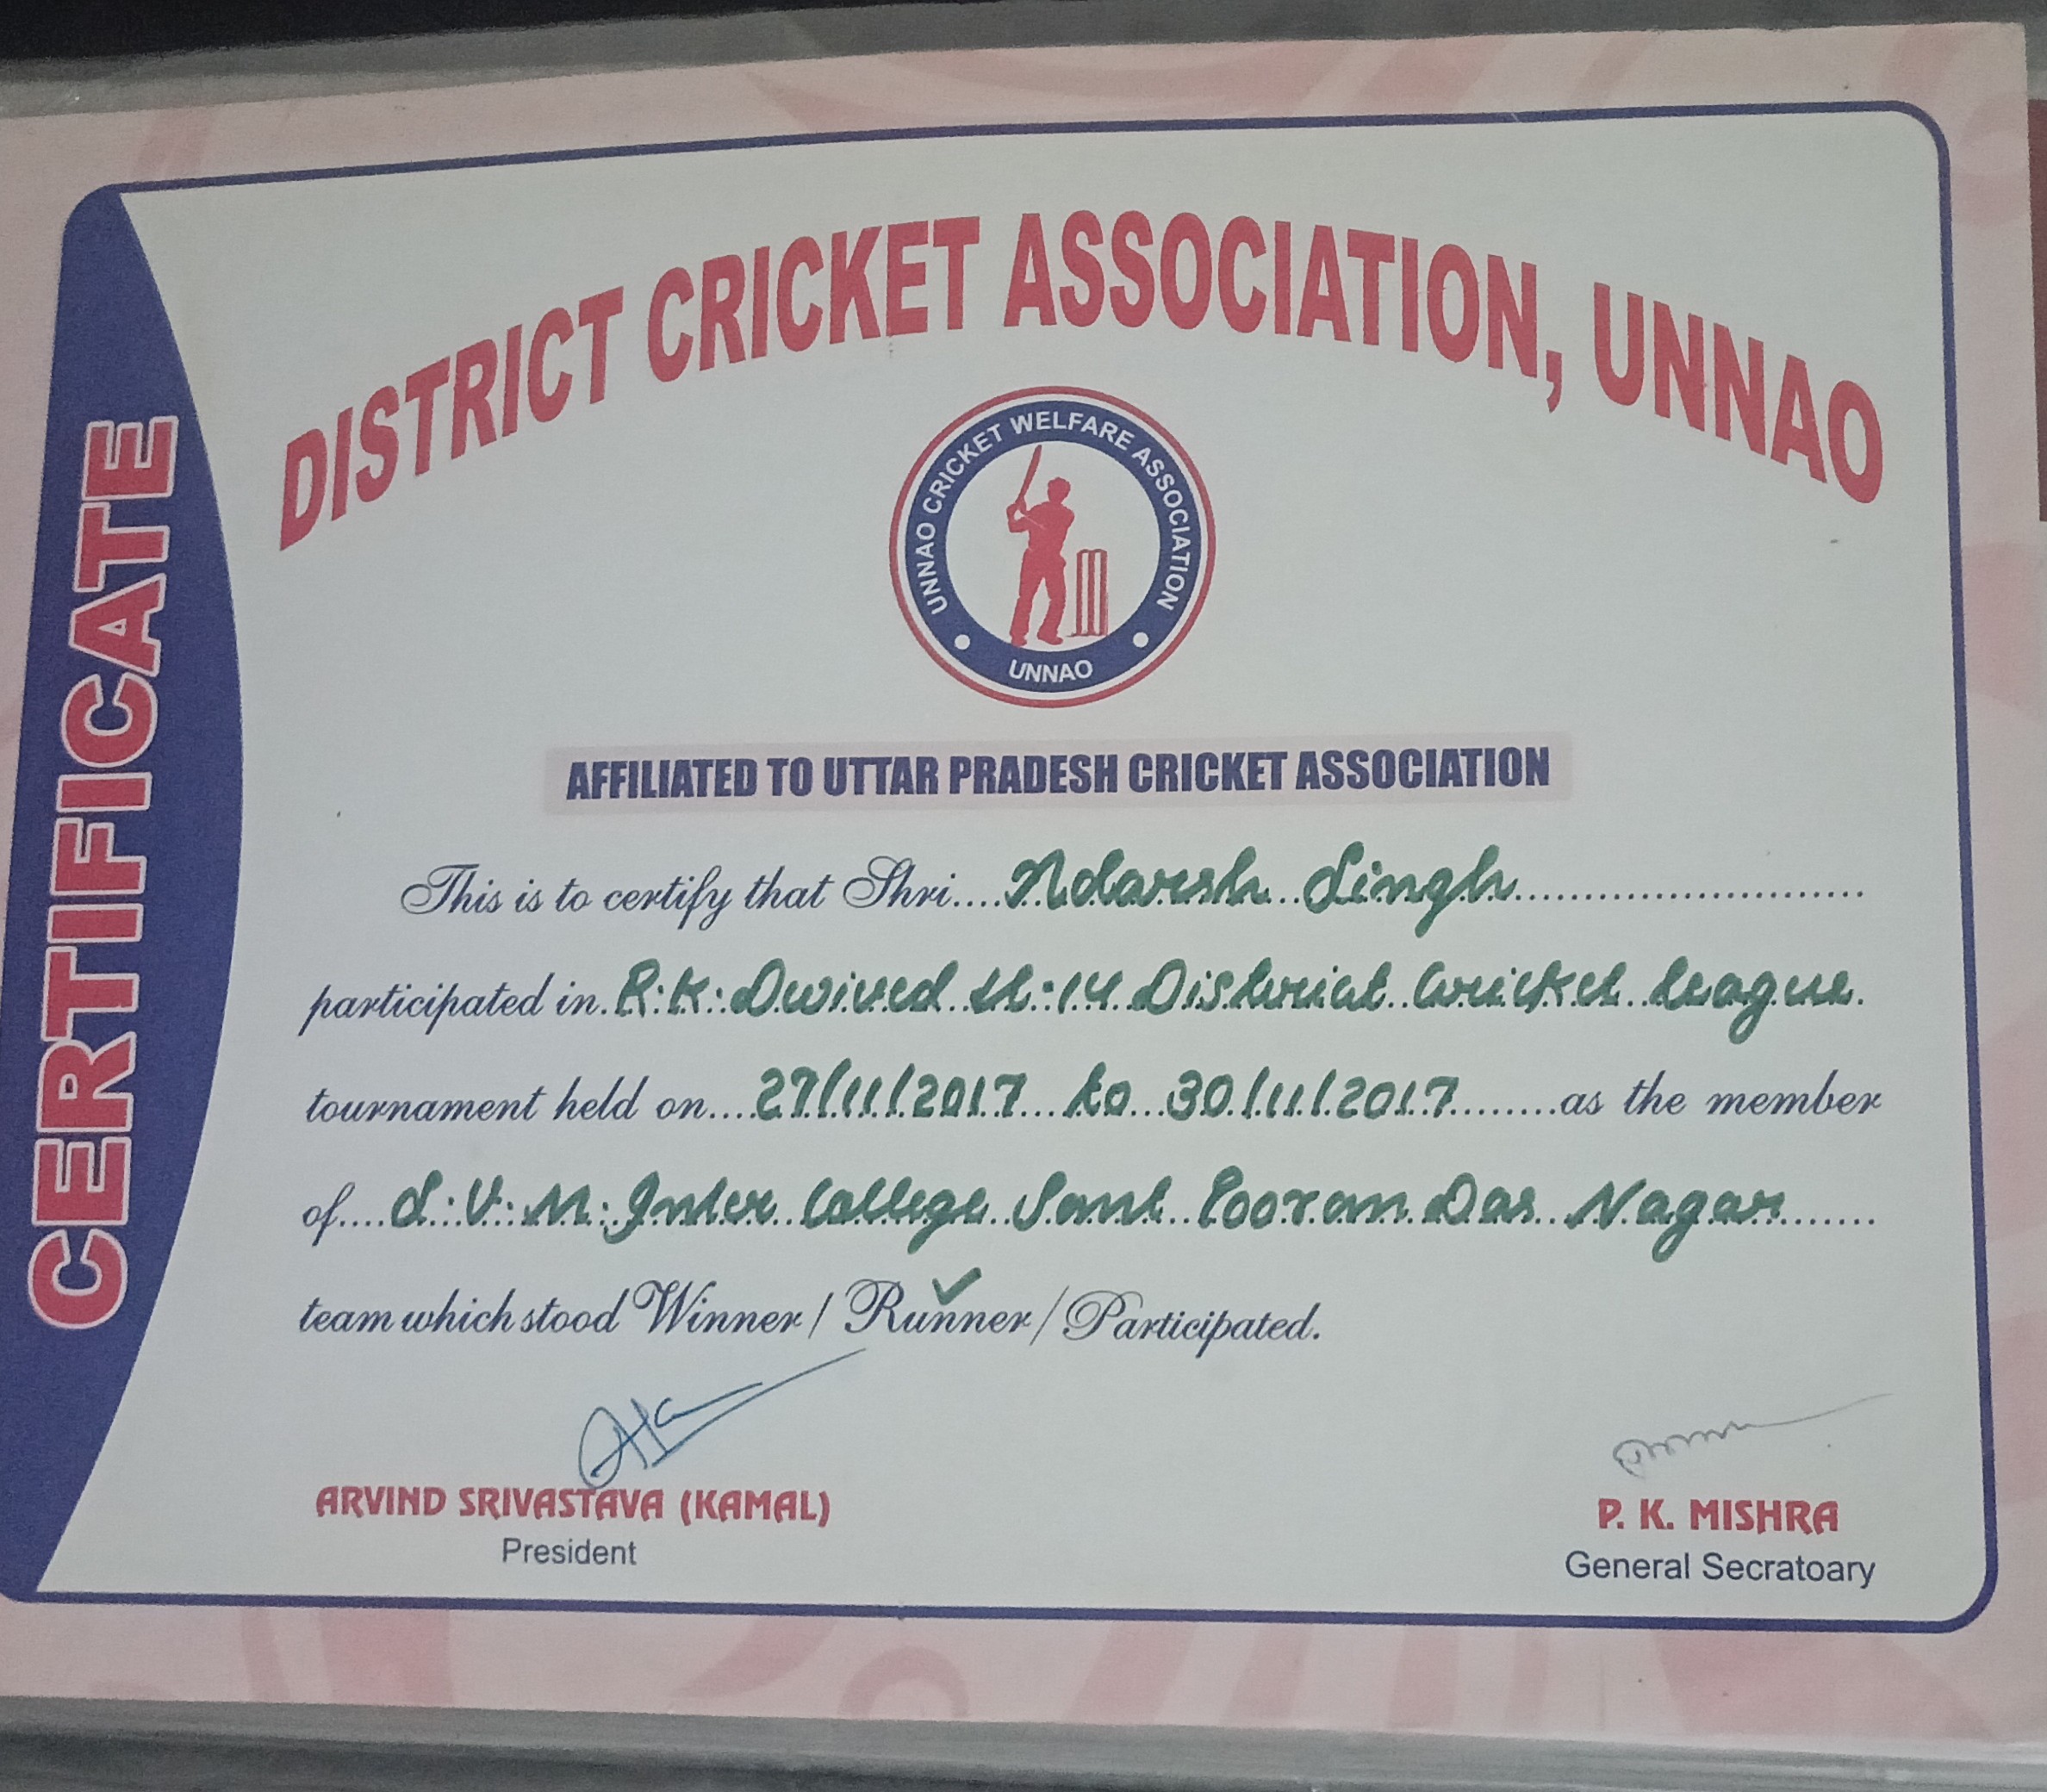 DISTRICT CRICKET ASSOCIATION, UNNAO
UNNAO CRICKET WELFARE ASSOCIATION
UNNAO
CERTIFICATE
AFFILIATED TO UTTAR PRADESH CRICKET ASSOCIATION
This is to certify that Shri....Adarsh Singh....
participated in. R.K. Dwived U-14 District Cricket League.
tournament held on....27/11/2017 to 30/11/2017....as the member
of....S.V.M. Inter College Sant Pooran Das Nagar....
team which stood Winner / Runner / Participated.
✓
ARVIND SRIVASTAVA (KAMAL)
President
P. K. MISHRA
General Secratoary